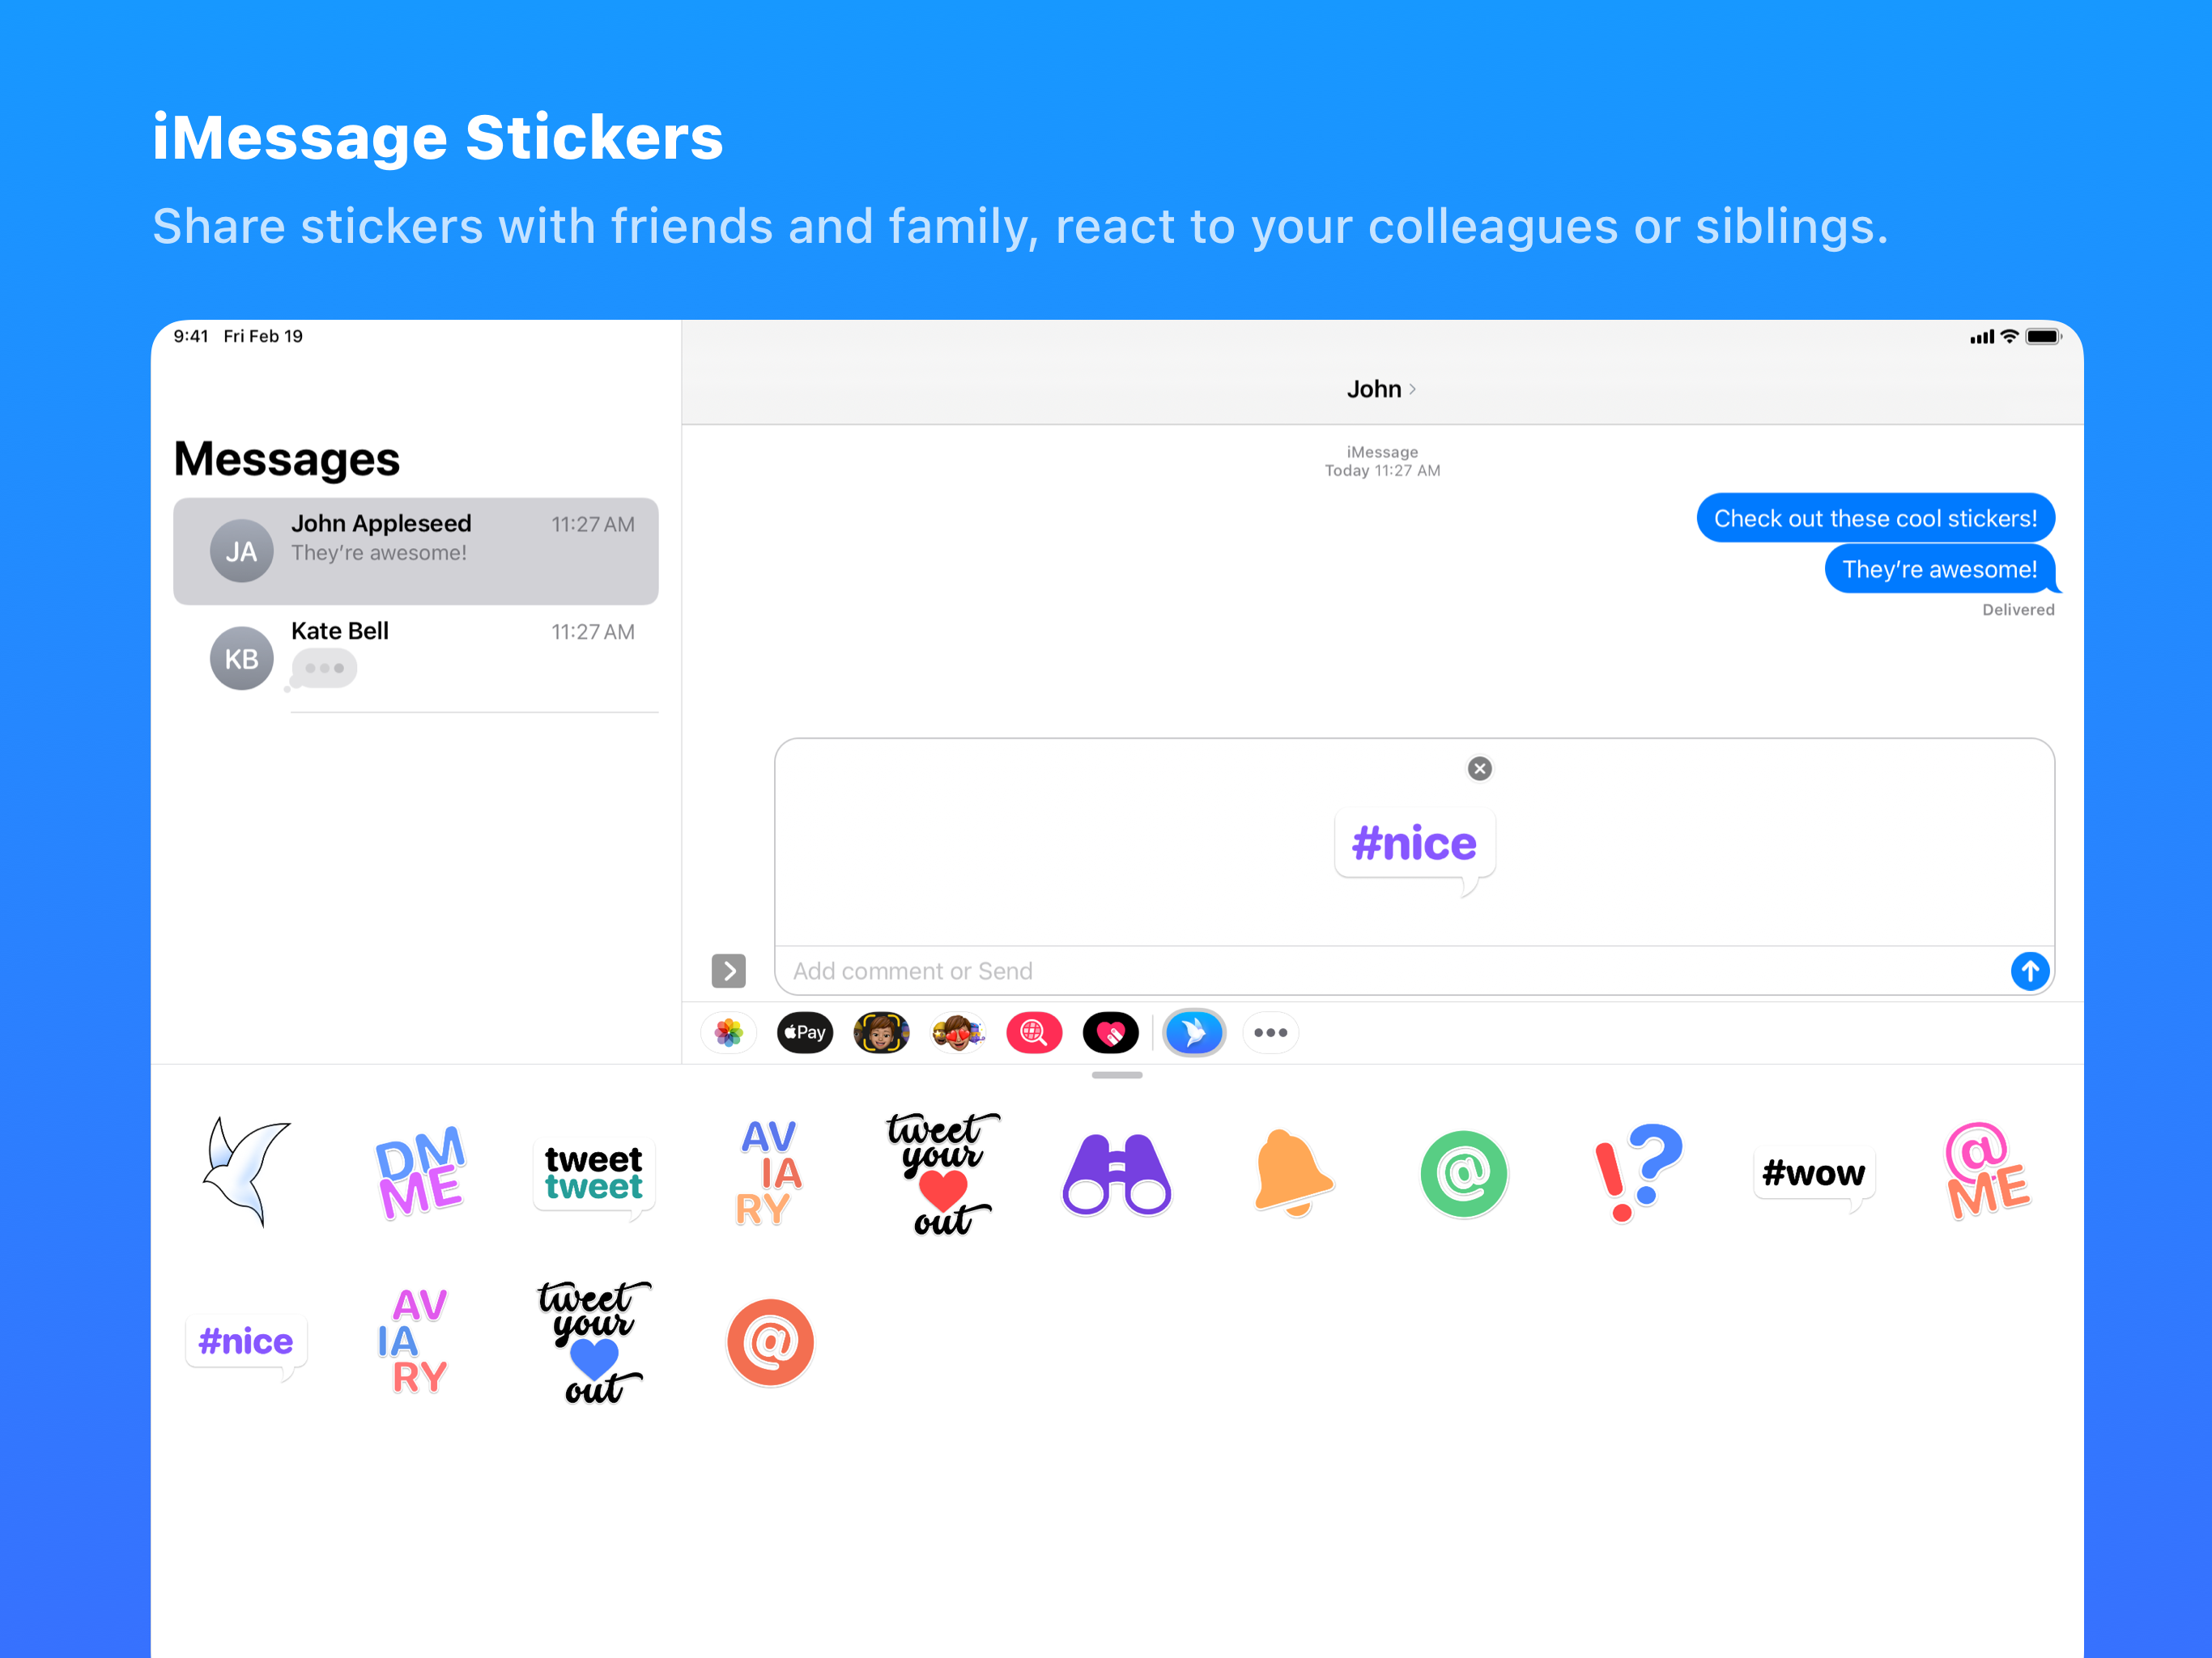 iMessage Stickers
Share stickers with friends and family, react to your colleagues or siblings.
9:41 Fri Feb 19
Messages
JA
John Appleseed 11:27 AM
They’re awesome!
KB
Kate Bell 11:27 AM
John
iMessage
Today 11:27 AM
Check out these cool stickers!
They’re awesome!
Delivered
#nice
Add comment or Send
Pay
DM
ME
tweet
tweet
AV
IA
RY
tweet
your
out
@
!?
#wow
@
ME
#nice
AV
IA
RY
tweet
your
out
@